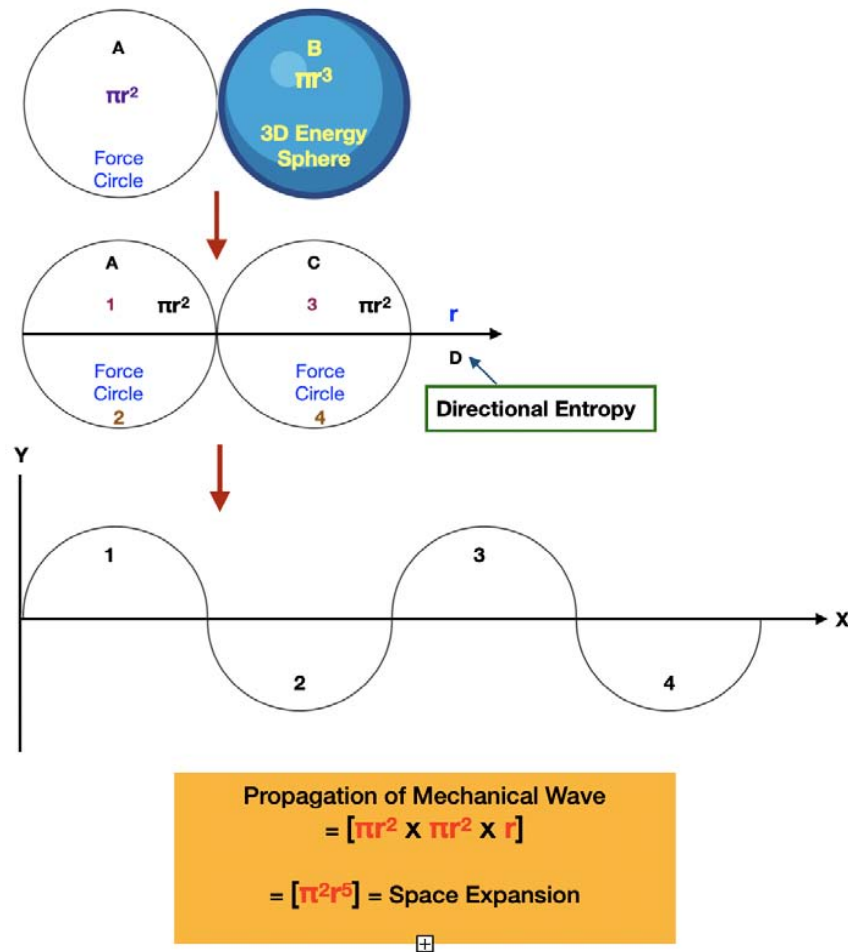 A
πr²
Force
Circle
B
πr³
3D Energy
Sphere
A
1 πr²
Force
Circle
2
C
3 πr²
Force
Circle
4
r
D
Directional Entropy
Y
1
2
3
4
X
Propagation of Mechanical Wave
= [πr² x πr² x r]
= [π²r⁵] = Space Expansion